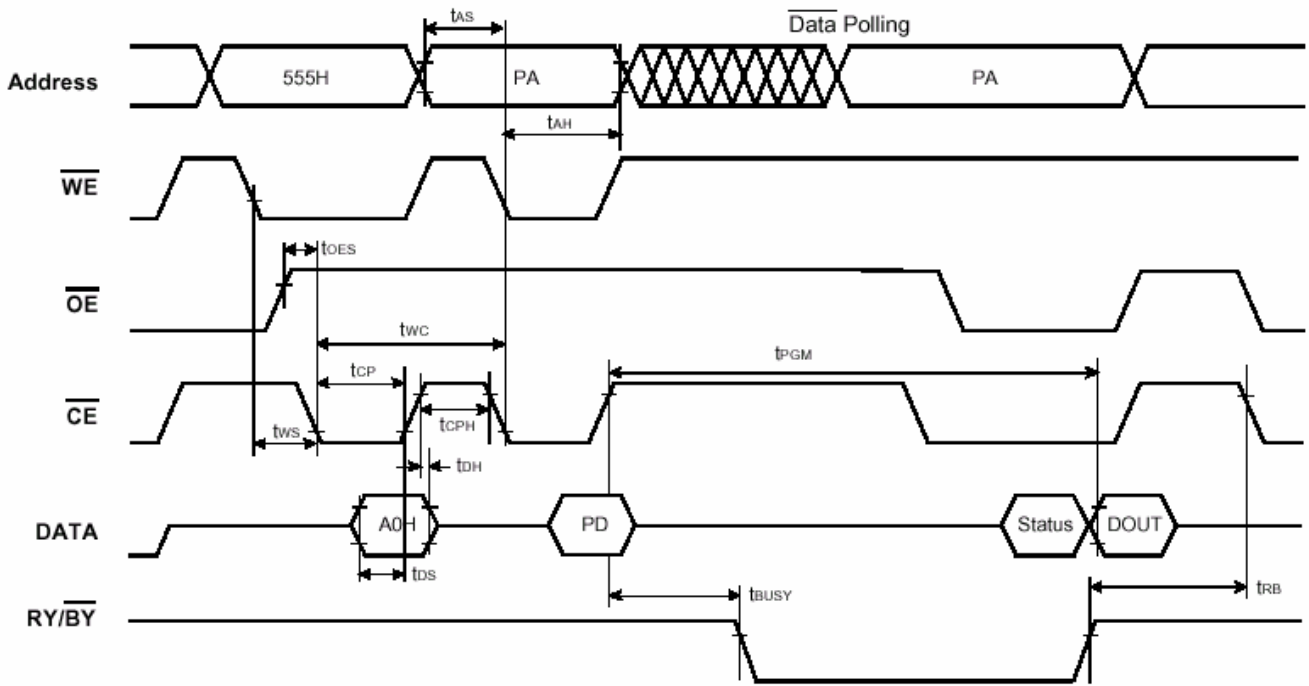 tAS
Data Polling
Address
555H
PA
PA
tAH
WE
tOES
OE
tWC
tPGM
tCP
CE
tCPH
tWS
tDH
DATA
A0H
PD
Status
DOUT
tDS
tBUSY
tRB
RY/BY